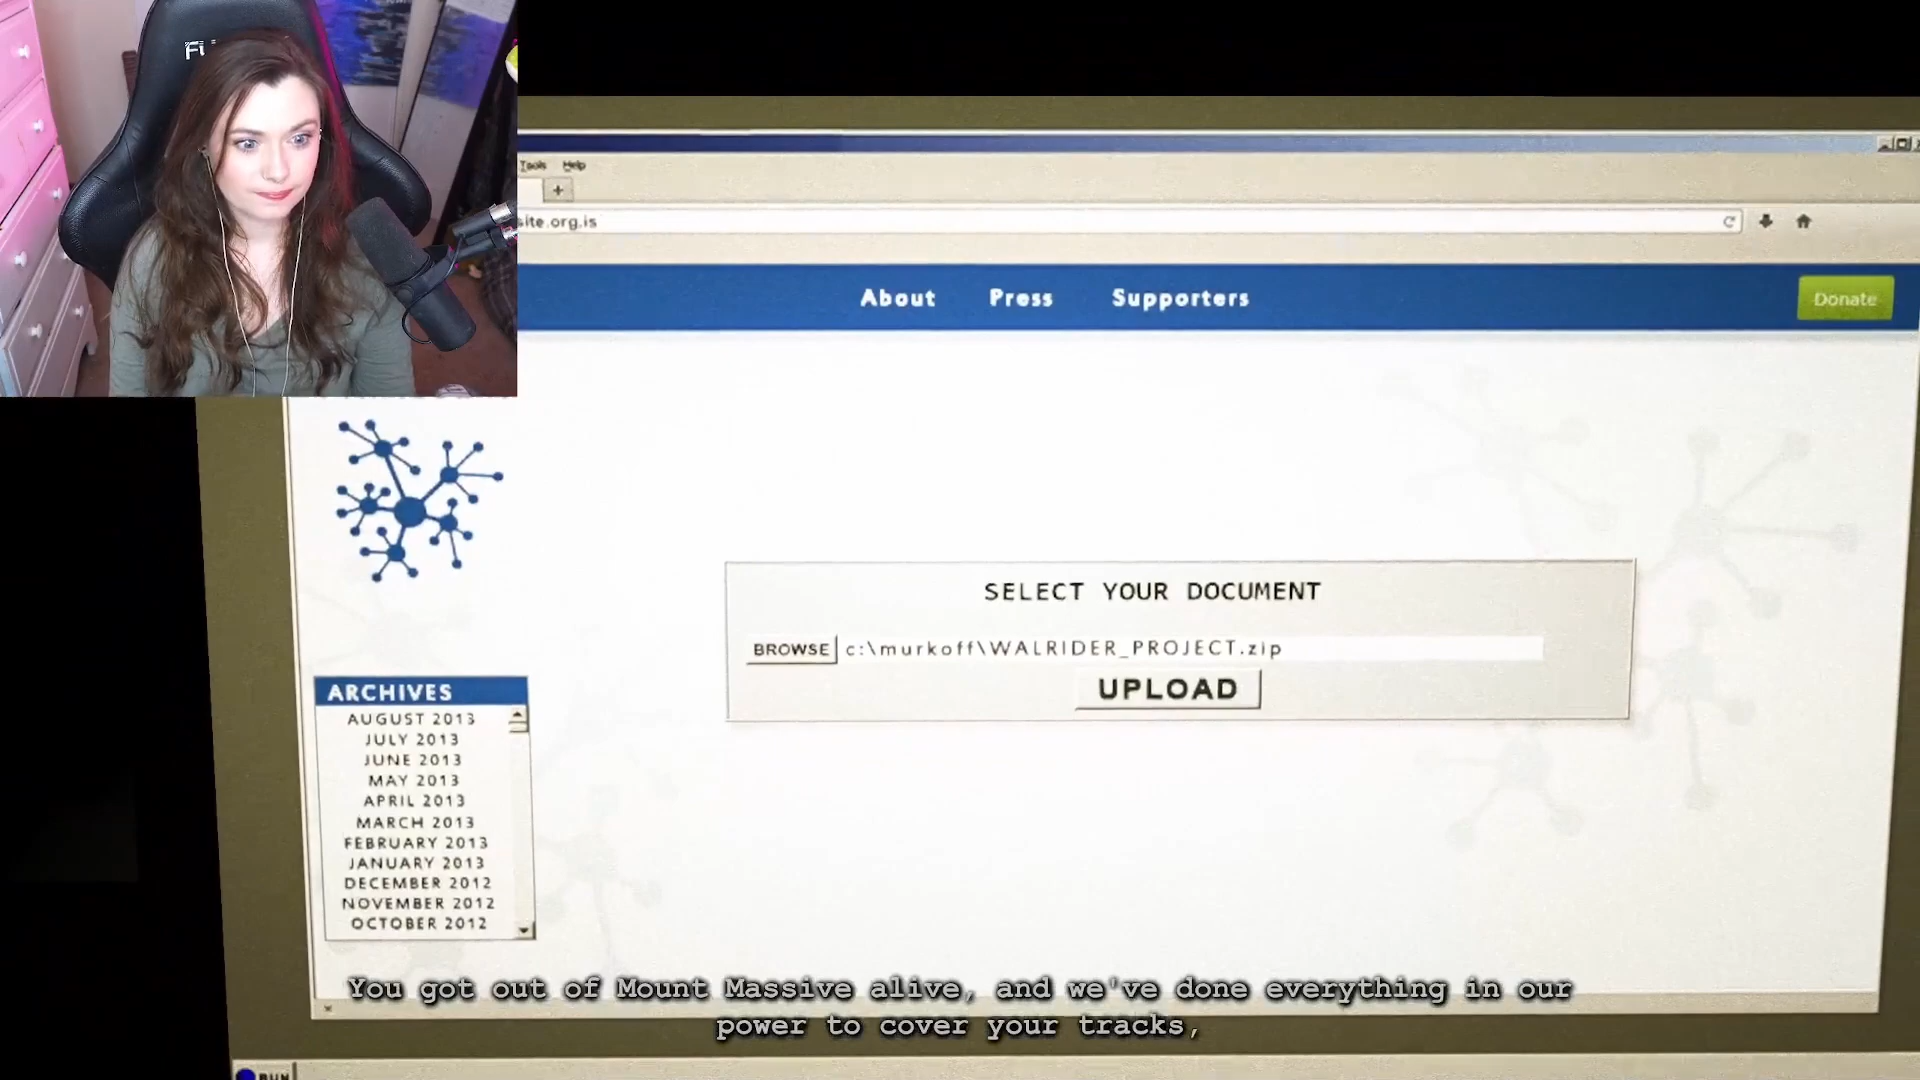 Tools Help
+
site.org.is
About Press Supporters
Donate
SELECT YOUR DOCUMENT
BROWSE c:\murkoff\WALRIDER_PROJECT.zip
UPLOAD
ARCHIVES
AUGUST 2013
JULY 2013
JUNE 2013
MAY 2013
APRIL 2013
MARCH 2013
FEBRUARY 2013
JANUARY 2013
DECEMBER 2012
NOVEMBER 2012
OCTOBER 2012
You got out of Mount Massive alive, and we've done everything in our
power to cover your tracks,